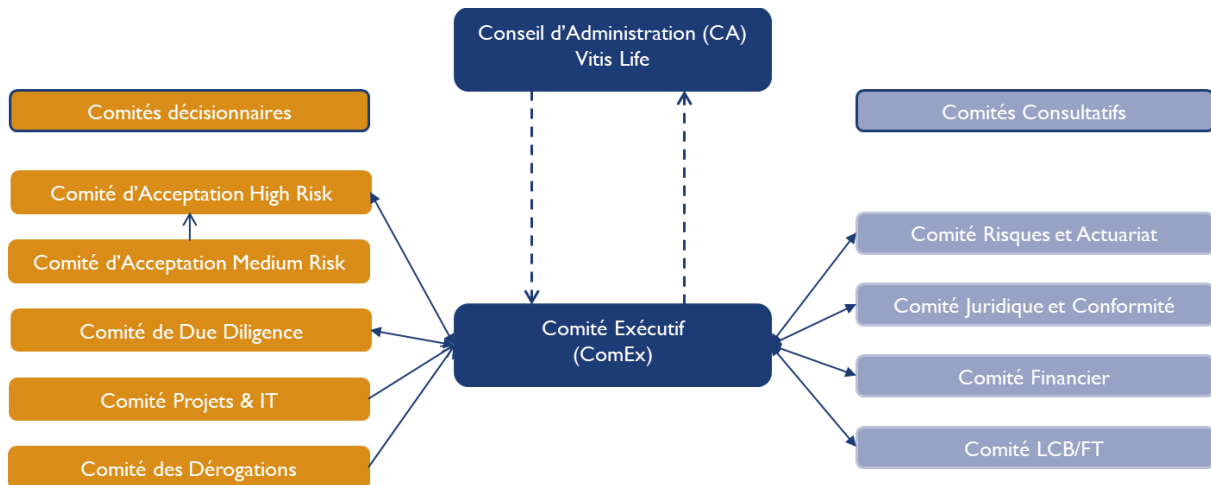 Conseil d'Administration (CA)
Vitis Life
Comités décisionnaires
Comités Consultatifs
Comité d'Acceptation High Risk
Comité d'Acceptation Medium Risk
Comité de Due Diligence
Comité Projets & IT
Comité des Dérogations
Comité Exécutif
(ComEx)
Comité Risques et Actuariat
Comité Juridique et Conformité
Comité Financier
Comité LCB/FT